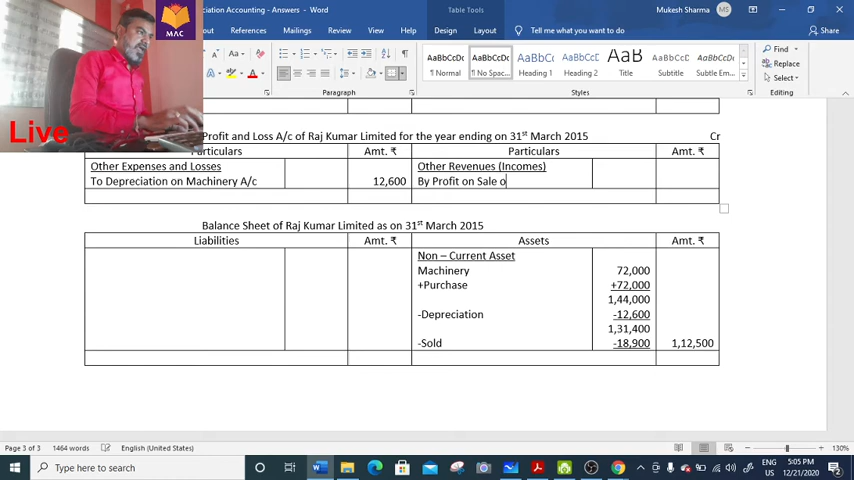 ciation Accounting - Answers - Word
Table Tools
Mukesh Sharma MS
out References Mailings Review View Help Design Layout Tell me what you want to do Share
AaBbCcDc AaBbCcDc AaBbCc AaBbCcD AaB AaBbCcD AaBbCcDc
¶ Normal ¶ No Spac... Heading 1 Heading 2 Title Subtitle Subtle Em...
Find
Replace
Select
Paragraph Styles Editing
MAC
Live
Profit and Loss A/c of Raj Kumar Limited for the year ending on 31st March 2015 Cr
Particulars Amt. ₹ Particulars Amt. ₹
Other Expenses and Losses Other Revenues (Incomes)
To Depreciation on Machinery A/c 12,600 By Profit on Sale o
Balance Sheet of Raj Kumar Limited as on 31st March 2015
Liabilities Amt. ₹ Assets Amt. ₹
Non – Current Asset
Machinery 72,000
+Purchase +72,000
1,44,000
-Depreciation -12,600
1,31,400
-Sold -18,900 1,12,500
Page 3 of 3 1464 words English (United States) 130%
Type here to search
ENG 5:05 PM
US 12/21/2020